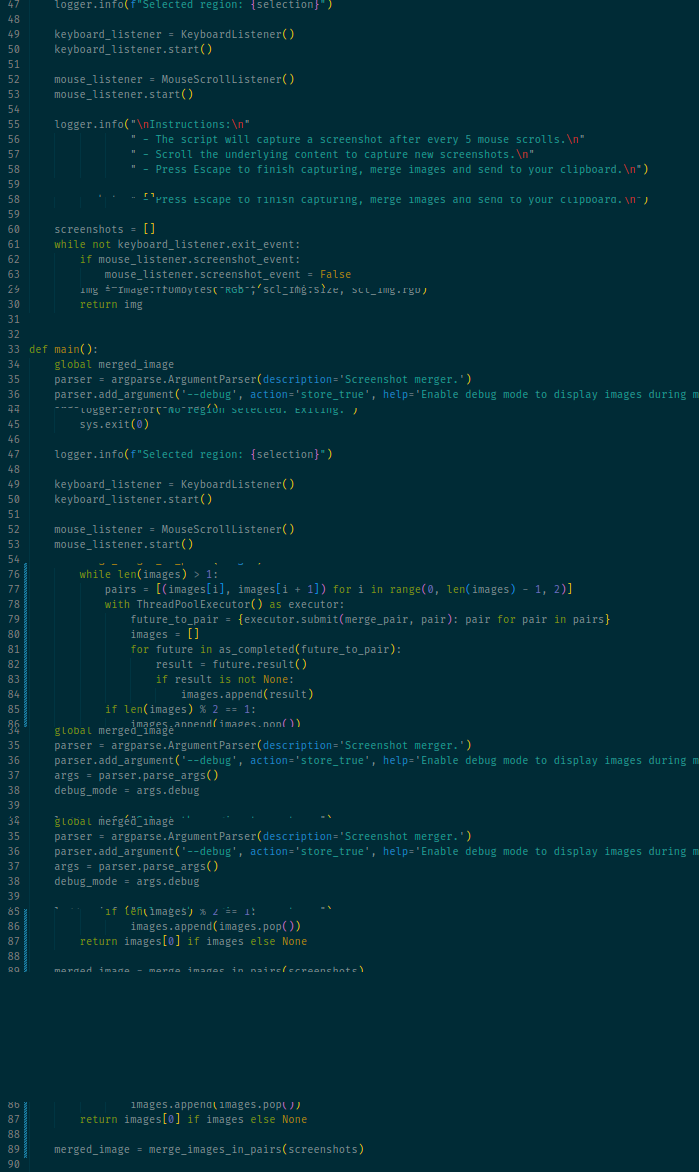 47 logger.info(f"Selected region: {selection}")
48
49 keyboard_listener = KeyboardListener()
50 keyboard_listener.start()
51
52 mouse_listener = MouseScrollListener()
53 mouse_listener.start()
54
55 logger.info("\nInstructions:\n"
56 " - The script will capture a screenshot after every 5 mouse scrolls.\n"
57 " - Scroll the underlying content to capture new screenshots.\n"
58 " - Press Escape to finish capturing, merge images and send to your clipboard.\n")
59
58 " - Press Escape to finish capturing, merge images and send to your clipboard.\n")
59
60 screenshots = []
61 while not keyboard_listener.exit_event:
62 if mouse_listener.screenshot_event:
63 mouse_listener.screenshot_event = False
29 img = Image.frombytes("RGB", sct_img.size, sct_img.rgb)
30 return img
31
32
33 def main():
34 global merged_image
35 parser = argparse.ArgumentParser(description='Screenshot merger.')
36 parser.add_argument('--debug', action='store_true', help='Enable debug mode to display images during m
44 logger.error("No region selected. Exiting.")
45 sys.exit(0)
46
47 logger.info(f"Selected region: {selection}")
48
49 keyboard_listener = KeyboardListener()
50 keyboard_listener.start()
51
52 mouse_listener = MouseScrollListener()
53 mouse_listener.start()
54
76 while len(images) > 1:
77 pairs = [(images[i], images[i + 1]) for i in range(0, len(images) - 1, 2)]
78 with ThreadPoolExecutor() as executor:
79 future_to_pair = {executor.submit(merge_pair, pair): pair for pair in pairs}
80 images = []
81 for future in as_completed(future_to_pair):
82 result = future.result()
83 if result is not None:
84 images.append(result)
85 if len(images) % 2 == 1:
86 images.append(images.pop())
34 global merged_image
35 parser = argparse.ArgumentParser(description='Screenshot merger.')
36 parser.add_argument('--debug', action='store_true', help='Enable debug mode to display images during m
37 args = parser.parse_args()
38 debug_mode = args.debug
39
34 global merged_image
35 parser = argparse.ArgumentParser(description='Screenshot merger.')
36 parser.add_argument('--debug', action='store_true', help='Enable debug mode to display images during m
37 args = parser.parse_args()
38 debug_mode = args.debug
39
85 if len(images) % 2 == 1:
86 images.append(images.pop())
87 return images[0] if images else None
88
89 merged_image = merge_images_in_pairs(screenshots)
86 images.append(images.pop())
87 return images[0] if images else None
88
89 merged_image = merge_images_in_pairs(screenshots)
90